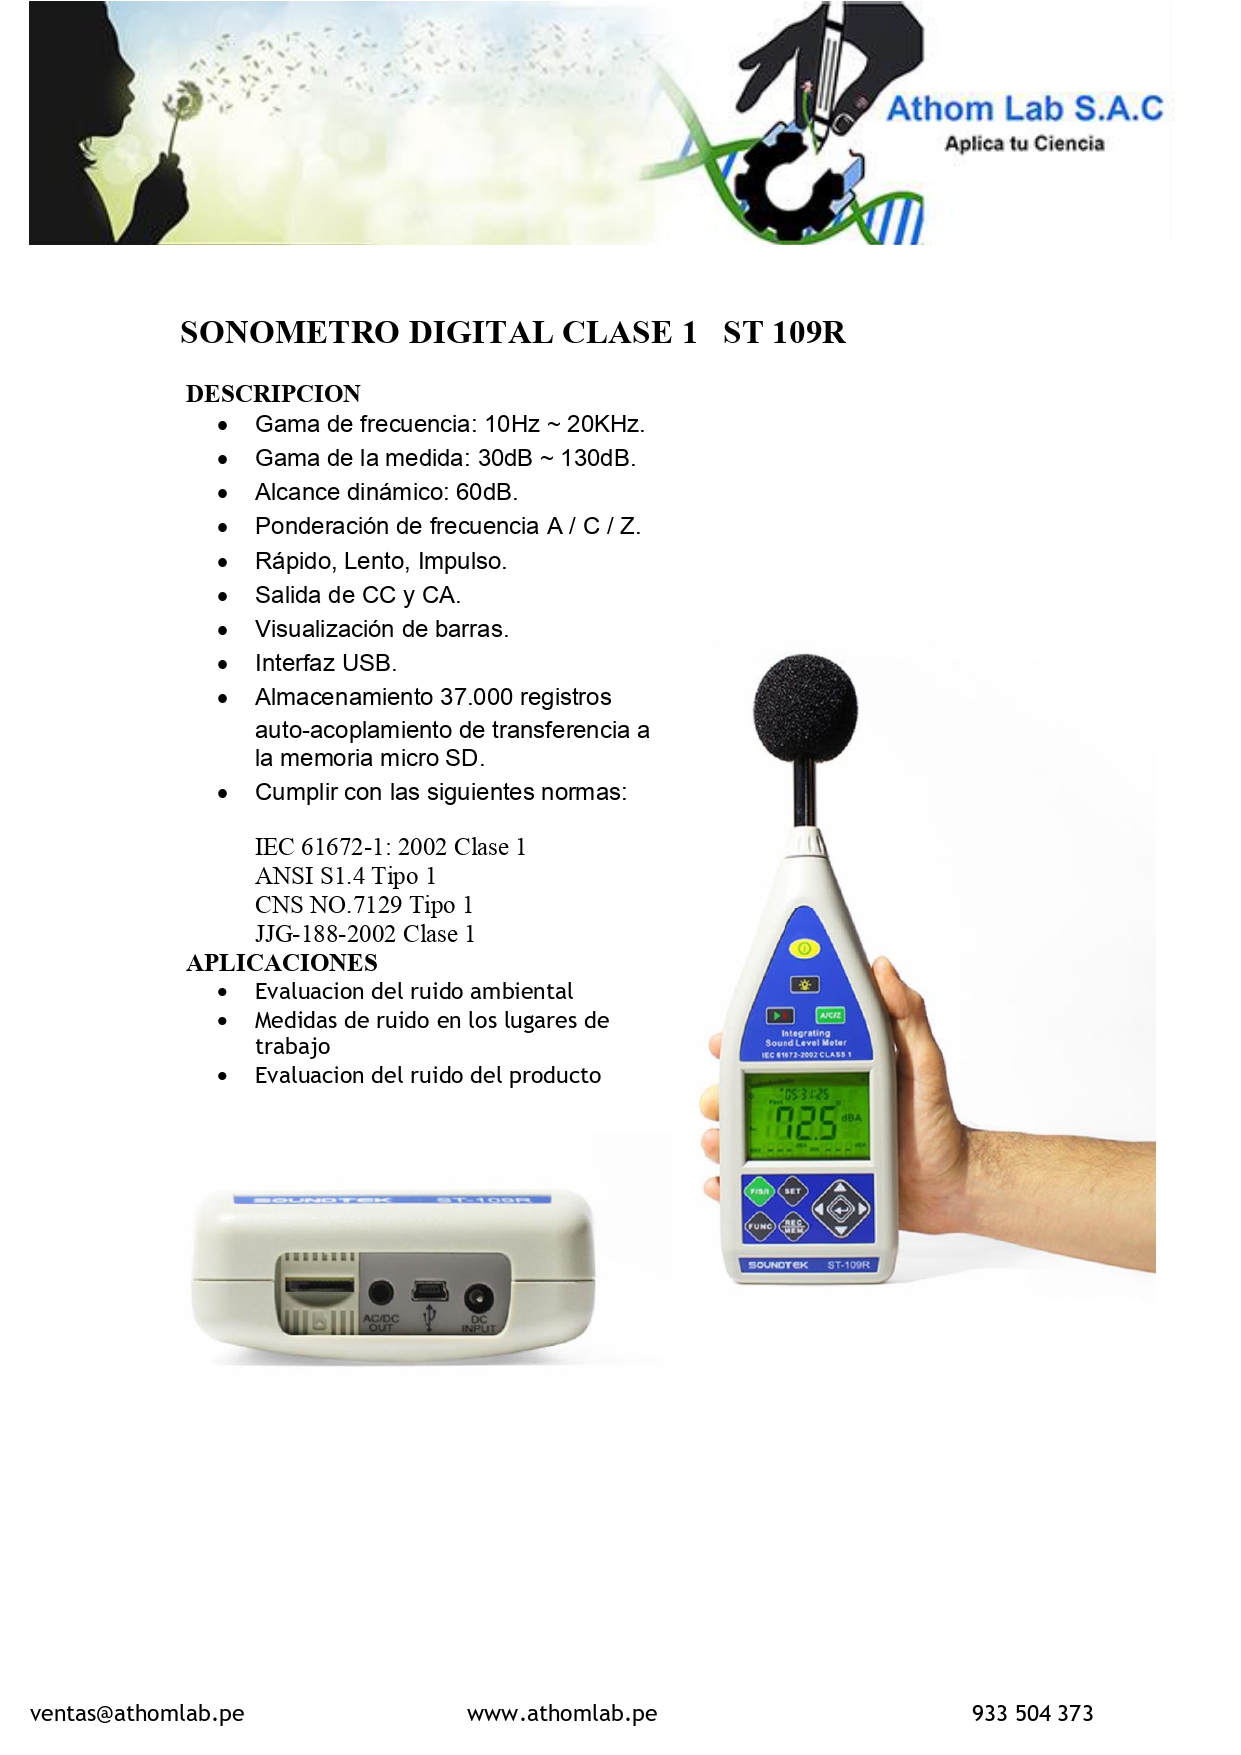 Athom Lab S.A.C
Aplica tu Ciencia
SONOMETRO DIGITAL CLASE 1 ST 109R
DESCRIPCION
• Gama de frecuencia: 10Hz ~ 20KHz.
• Gama de la medida: 30dB ~ 130dB.
• Alcance dinámico: 60dB.
• Ponderación de frecuencia A / C / Z.
• Rápido, Lento, Impulso.
• Salida de CC y CA.
• Visualización de barras.
• Interfaz USB.
• Almacenamiento 37.000 registros
auto-acoplamiento de transferencia a
la memoria micro SD.
• Cumplir con las siguientes normas:
IEC 61672-1: 2002 Clase 1
ANSI S1.4 Tipo 1
CNS NO.7129 Tipo 1
JJG-188-2002 Clase 1
APLICACIONES
• Evaluacion del ruido ambiental
• Medidas de ruido en los lugares de
trabajo
• Evaluacion del ruido del producto
A/C/Z
Integrating
Sound Level Meter
IEC 61672-2002 CLASS 1
05:31:25
72.5 dBA
F/S/I SET
FUNC REC MEM
SOUNDTEK ST-109R
SOUNDTEK ST-109R
AC/DC
OUT
DC
INPUT
ventas@athomlab.pe www.athomlab.pe 933 504 373